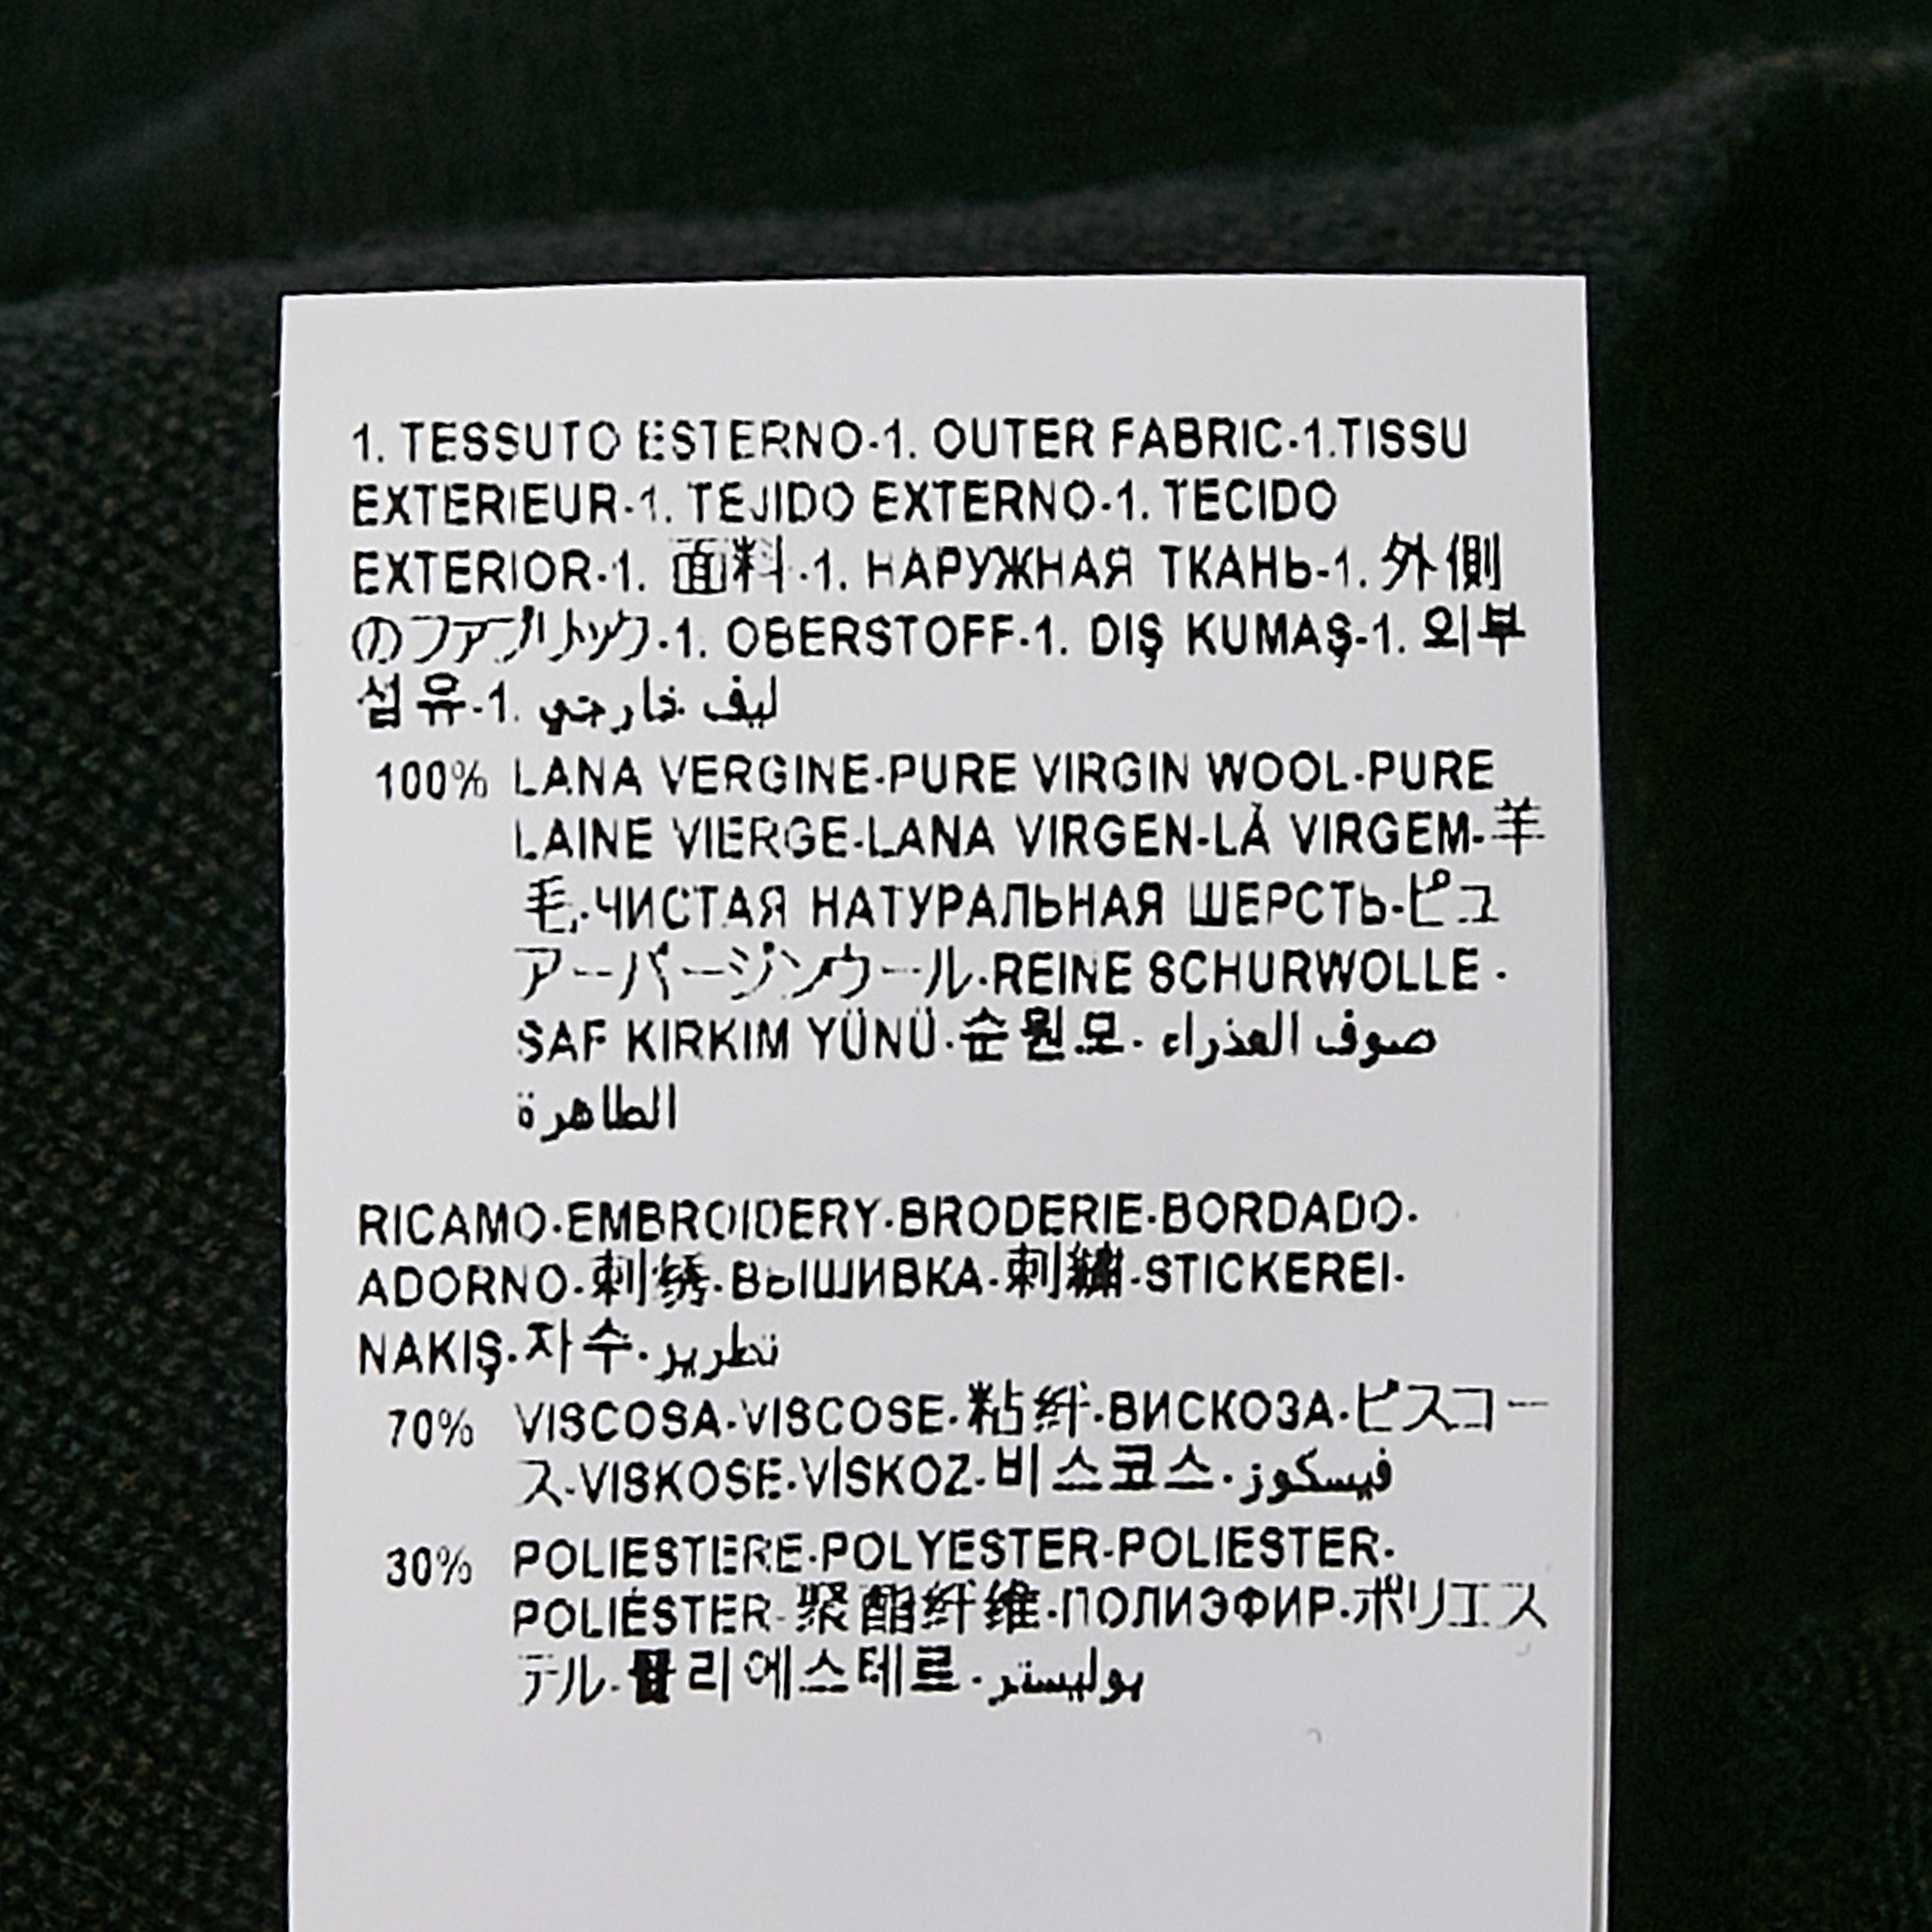 1. TESSUTO ESTERNO-1. OUTER FABRIC-1.TISSU
EXTERIEUR-1. TEJIDO EXTERNO-1. TECIDO
EXTERIOR-1. 面料-1. НАРУЖНАЯ ТКАНЬ-1. 外側
のファブリック-1. OBERSTOFF-1. DIŞ KUMAŞ-1. 외부
섬유-1. ليف خارجي
100% LANA VERGINE-PURE VIRGIN WOOL-PURE
LAINE VIERGE-LANA VIRGEN-LÃ VIRGEM-羊
毛-ЧИСТАЯ НАТУРАЛЬНАЯ ШЕРСТЬ-ピュ
アーバージンウール-REINE SCHURWOLLE-
SAF KIRKIM YÜNÜ-순원모- صوف العذراء
الطاهرة
RICAMO-EMBROIDERY-BRODERIE-BORDADO-
ADORNO-刺绣-ВЫШИВКА-刺繍-STICKEREI-
NAKIŞ-자수-تطريز
70% VISCOSA-VISCOSE-粘纤-ВИСКОЗА-ビスコー
ス-VISKOSE-VİSKOZ-비스코스-فيسكوز
30% POLIESTERE-POLYESTER-POLIESTER-
POLIÉSTER-聚酯纤维-ПОЛИЭФИР-ポリエス
テル-폴리에스테르-بوليستر